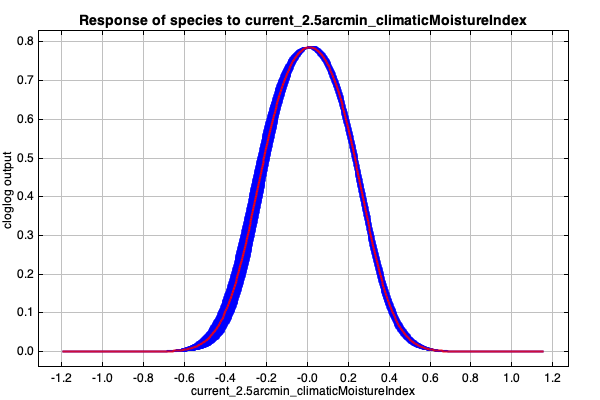 Response of species to current_2.5arcmin_climaticMoistureIndex
0.8
0.7
0.6
0.5
0.4
0.3
0.2
0.1
0.0
cloglog output
-1.2 -1.0 -0.8 -0.6 -0.4 -0.2 -0.0 0.2 0.4 0.6 0.8 1.0 1.2
current_2.5arcmin_climaticMoistureIndex